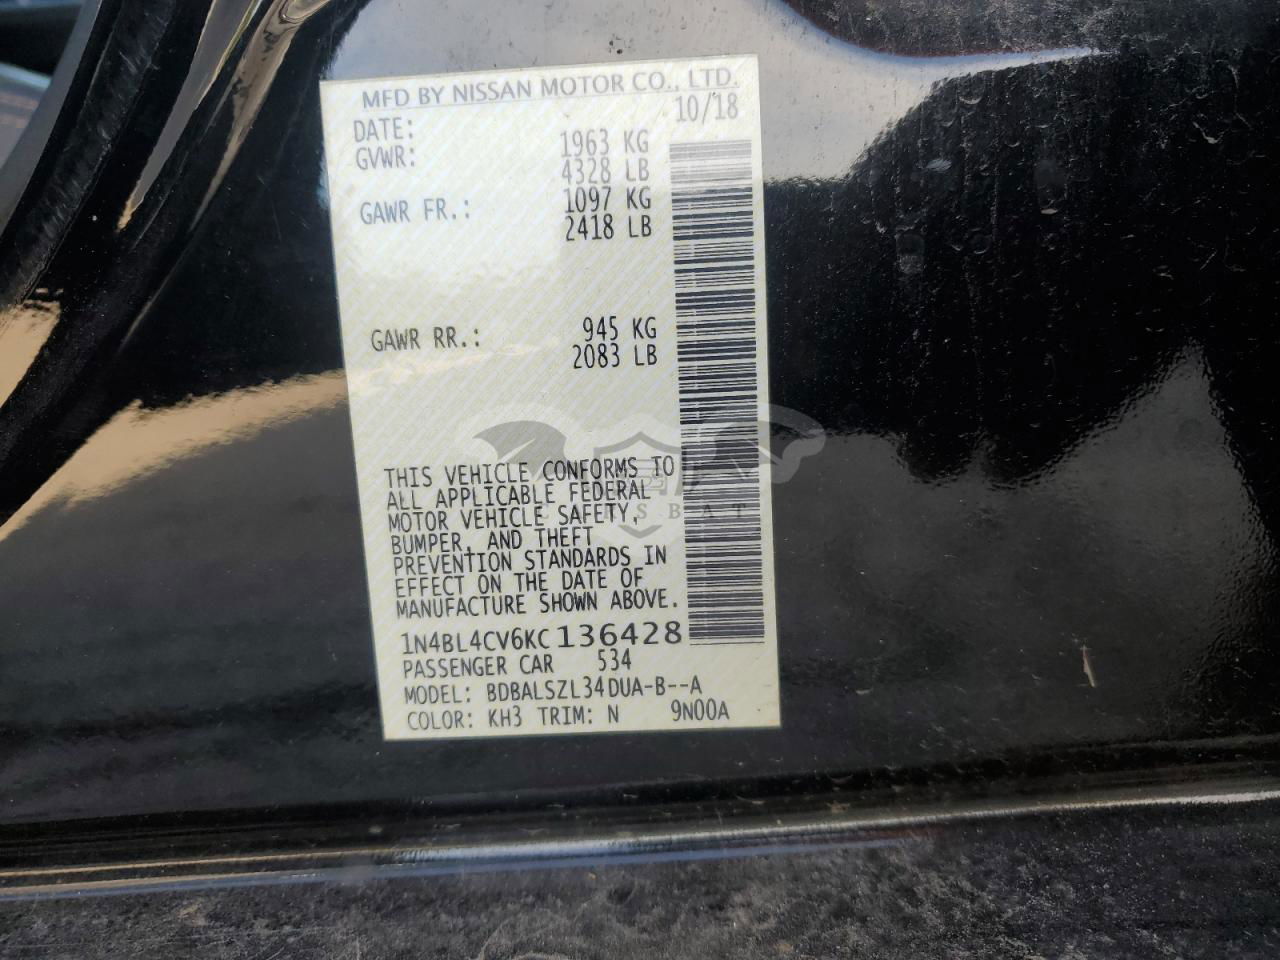 MFD BY NISSAN MOTOR CO., LTD.
DATE: 10/18
GVWR: 1963 KG
4328 LB
GAWR FR.: 1097 KG
2418 LB
GAWR RR.: 945 KG
2083 LB
THIS VEHICLE CONFORMS TO
ALL APPLICABLE FEDERAL
MOTOR VEHICLE SAFETY,
BUMPER, AND THEFT
PREVENTION STANDARDS IN
EFFECT ON THE DATE OF
MANUFACTURE SHOWN ABOVE.
1N4BL4CV6KC136428
PASSENGER CAR 534
MODEL: BDBALSZL34DUA-B--A
COLOR: KH3 TRIM: N 9N00A